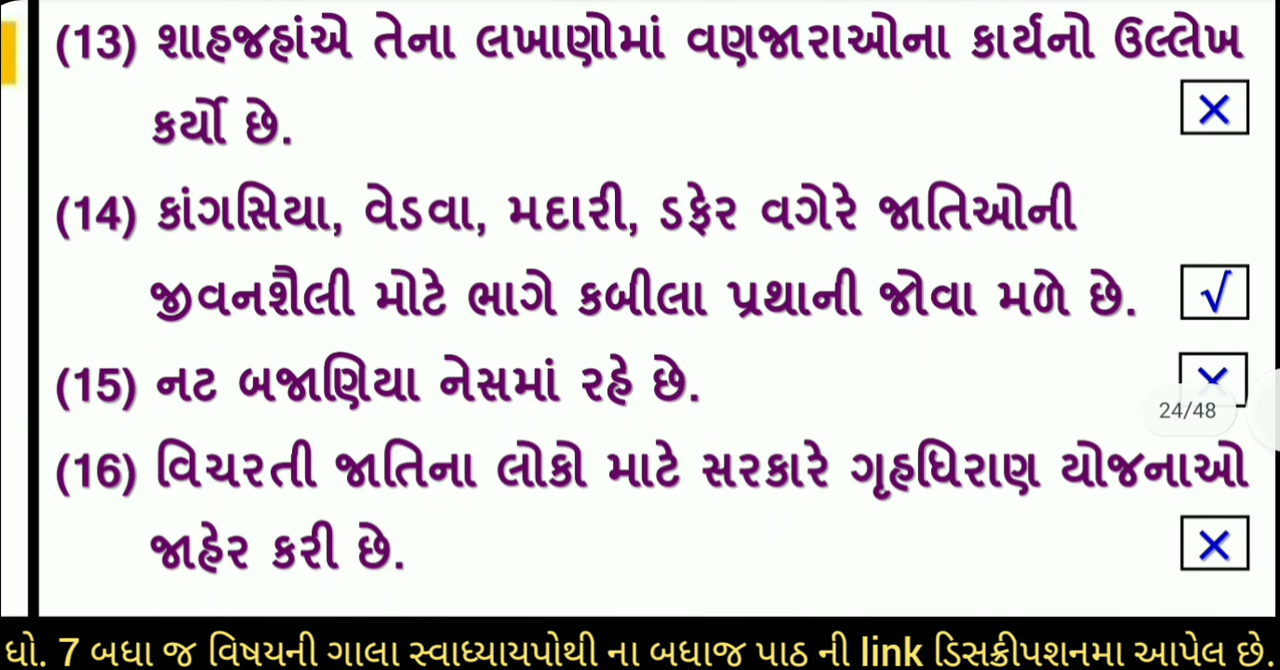 (13) શાહજહાંએ તેના લખાણોમાં વણજારાઓના કાર્યનો ઉલ્લેખ
કર્યો છે. ×
(14) કાંગસિયા, વેડવા, મદારી, ડફેર વગેરે જાતિઓની
જીવનશૈલી મોટે ભાગે કબીલા પ્રથાની જોવા મળે છે. √
(15) નટ બજાણિયા નેસમાં રહે છે. ×
24/48
(16) વિચરતી જાતિના લોકો માટે સરકારે ગૃહધિરાણ યોજનાઓ
જાહેર કરી છે. ×
ધો. 7 બધા જ વિષયની ગાલા સ્વાધ્યાયપોથી ના બધાજ પાઠ ની link ડિસક્રીપશનમા આપેલ છે.